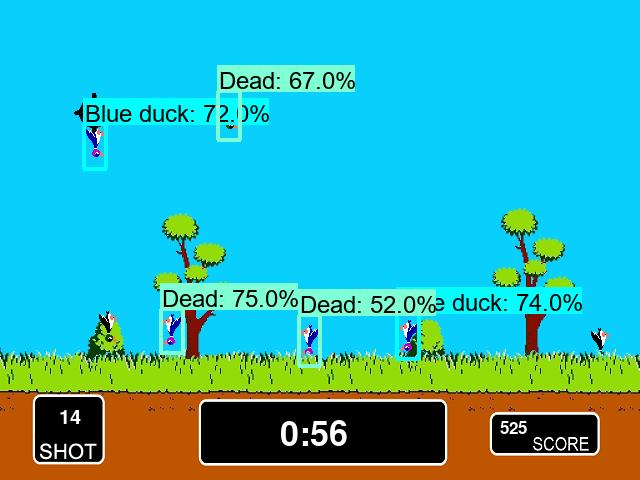 Dead: 67.0%
Blue duck: 72.0%
Dead: 75.0%
Dead: 52.0%
e duck: 74.0%
14
SHOT
0:56
525
SCORE